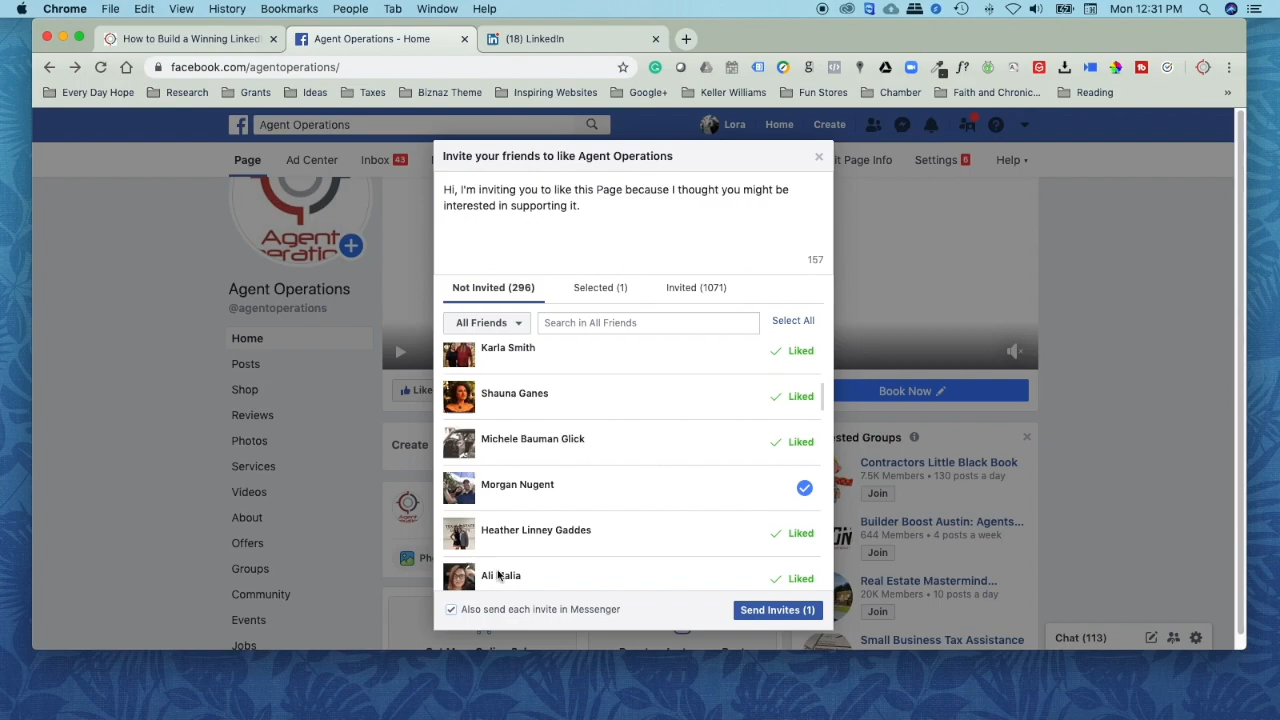 Chrome File Edit View History Bookmarks People Tab Window Help Mon 12:31 PM
How to Build a Winning Linked
Agent Operations - Home
(18) LinkedIn
facebook.com/agentoperations/
Every Day Hope Research Grants Ideas Taxes Biznaz Theme Inspiring Websites Google+ Keller Williams Fun Stores Chamber Faith and Chronic... Reading »
Agent Operations Lora Home Create
Page Ad Center Inbox 43 it Page Info Settings 6 Help
Invite your friends to like Agent Operations
Hi, I'm inviting you to like this Page because I thought you might be
interested in supporting it.
157
Not Invited (296) Selected (1) Invited (1071)
All Friends Search in All Friends Select All
Karla Smith Liked
Shauna Ganes Liked
Michele Bauman Glick Liked
Morgan Nugent
Heather Linney Gaddes Liked
Ali Liked
Also send each invite in Messenger Send Invites (1)
Agent
Agent Operations
@agentoperations
Home
Posts
Shop
Reviews
Photos
Services
Videos
About
Offers
Groups
Community
Events
Jobs
Like
Create
Book Now
ested Groups
Contractors Little Black Book
7.5K Members • 130 posts a day
Join
Builder Boost Austin: Agents...
644 Members • 4 posts a week
Join
Real Estate Mastermind...
20K Members • 10 posts a day
Join
Small Business Tax Assistance
Chat (113)